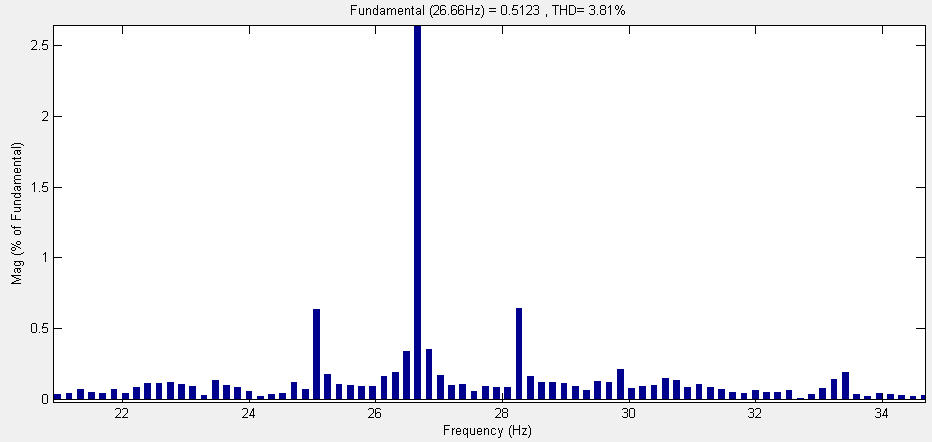 Fundamental (26.66Hz) = 0.5123 , THD= 3.81%
2.5
2
1.5
1
0.5
0
Mag (% of Fundamental)
22 24 26 28 30 32 34
Frequency (Hz)